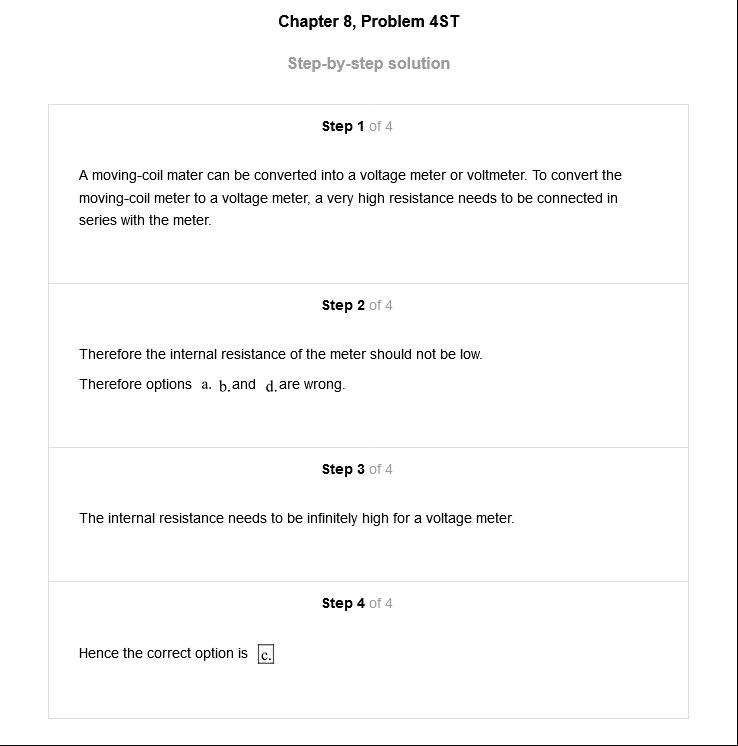 Chapter 8, Problem 4ST
Step-by-step solution
Step 1 of 4
A moving-coil mater can be converted into a voltage meter or voltmeter. To convert the
moving-coil meter to a voltage meter, a very high resistance needs to be connected in
series with the meter.
Step 2 of 4
Therefore the internal resistance of the meter should not be low.
Therefore options a. b. and d. are wrong.
Step 3 of 4
The internal resistance needs to be infinitely high for a voltage meter.
Step 4 of 4
Hence the correct option is c.